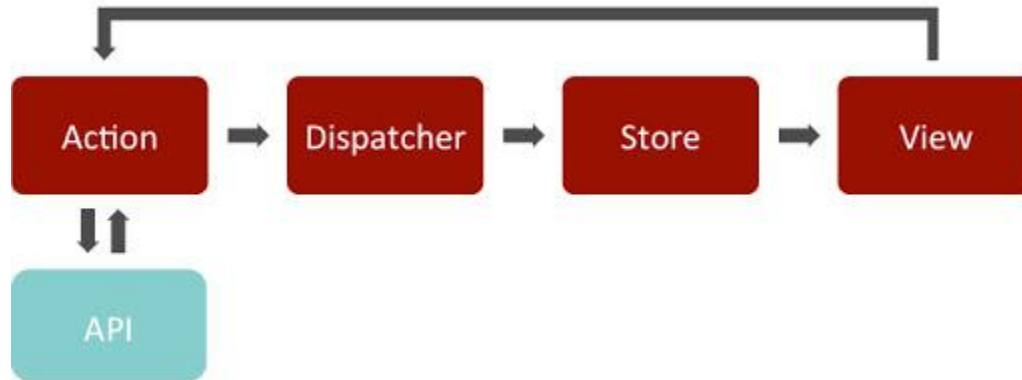 Action
Dispatcher
Store
View
API